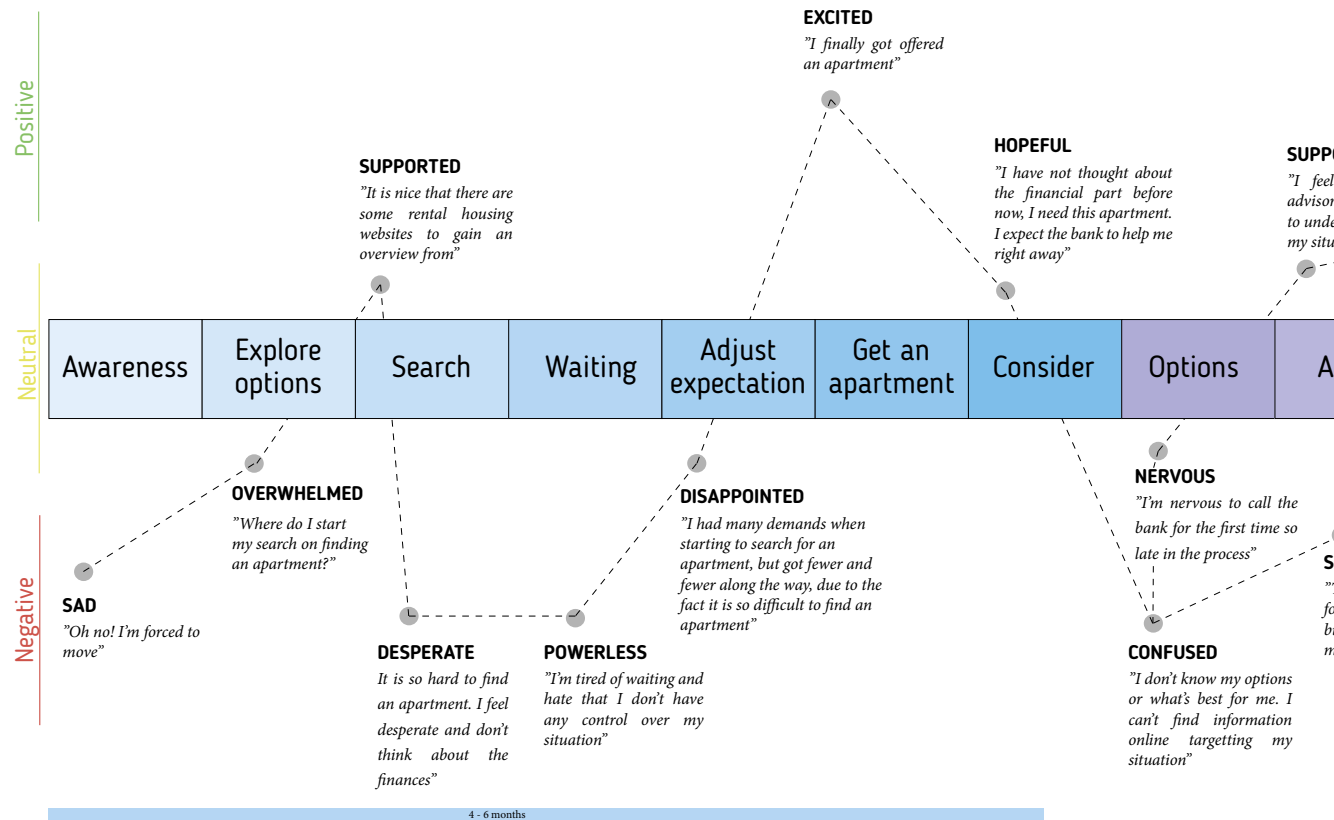 EXCITED
"I finally got offered
an apartment"
Positive
HOPEFUL
"I have not thought about
the financial part before
now, I need this apartment.
I expect the bank to help me
right away"
SUPPORTED
"It is nice that there are
some rental housing
websites to gain an
overview from"
"I feel
my situ
Neutral
Awareness
Explore
options
Search
Waiting
Adjust
expectation
Get an
apartment
Consider
Options
A
Negative
OVERWHELMED
"Where do I start
my search on finding
an apartment?"
SAD
"Oh no! I'm forced to
move"
DESPERATE
It is so hard to find
an apartment. I feel
desperate and don't
think about the
finances"
POWERLESS
"I'm tired of waiting and
hate that I don't have
any control over my
situation"
DISAPPOINTED
"I had many demands when
starting to search for an
apartment, but got fewer and
fewer along the way, due to the
fact it is so difficult to find an
apartment"
NERVOUS
"I'm nervous to call the
bank for the first time so
late in the process"
CONFUSED
"I don't know my options
or what's best for me. I
can't find information
online targetting my
situation"
4 - 6 months